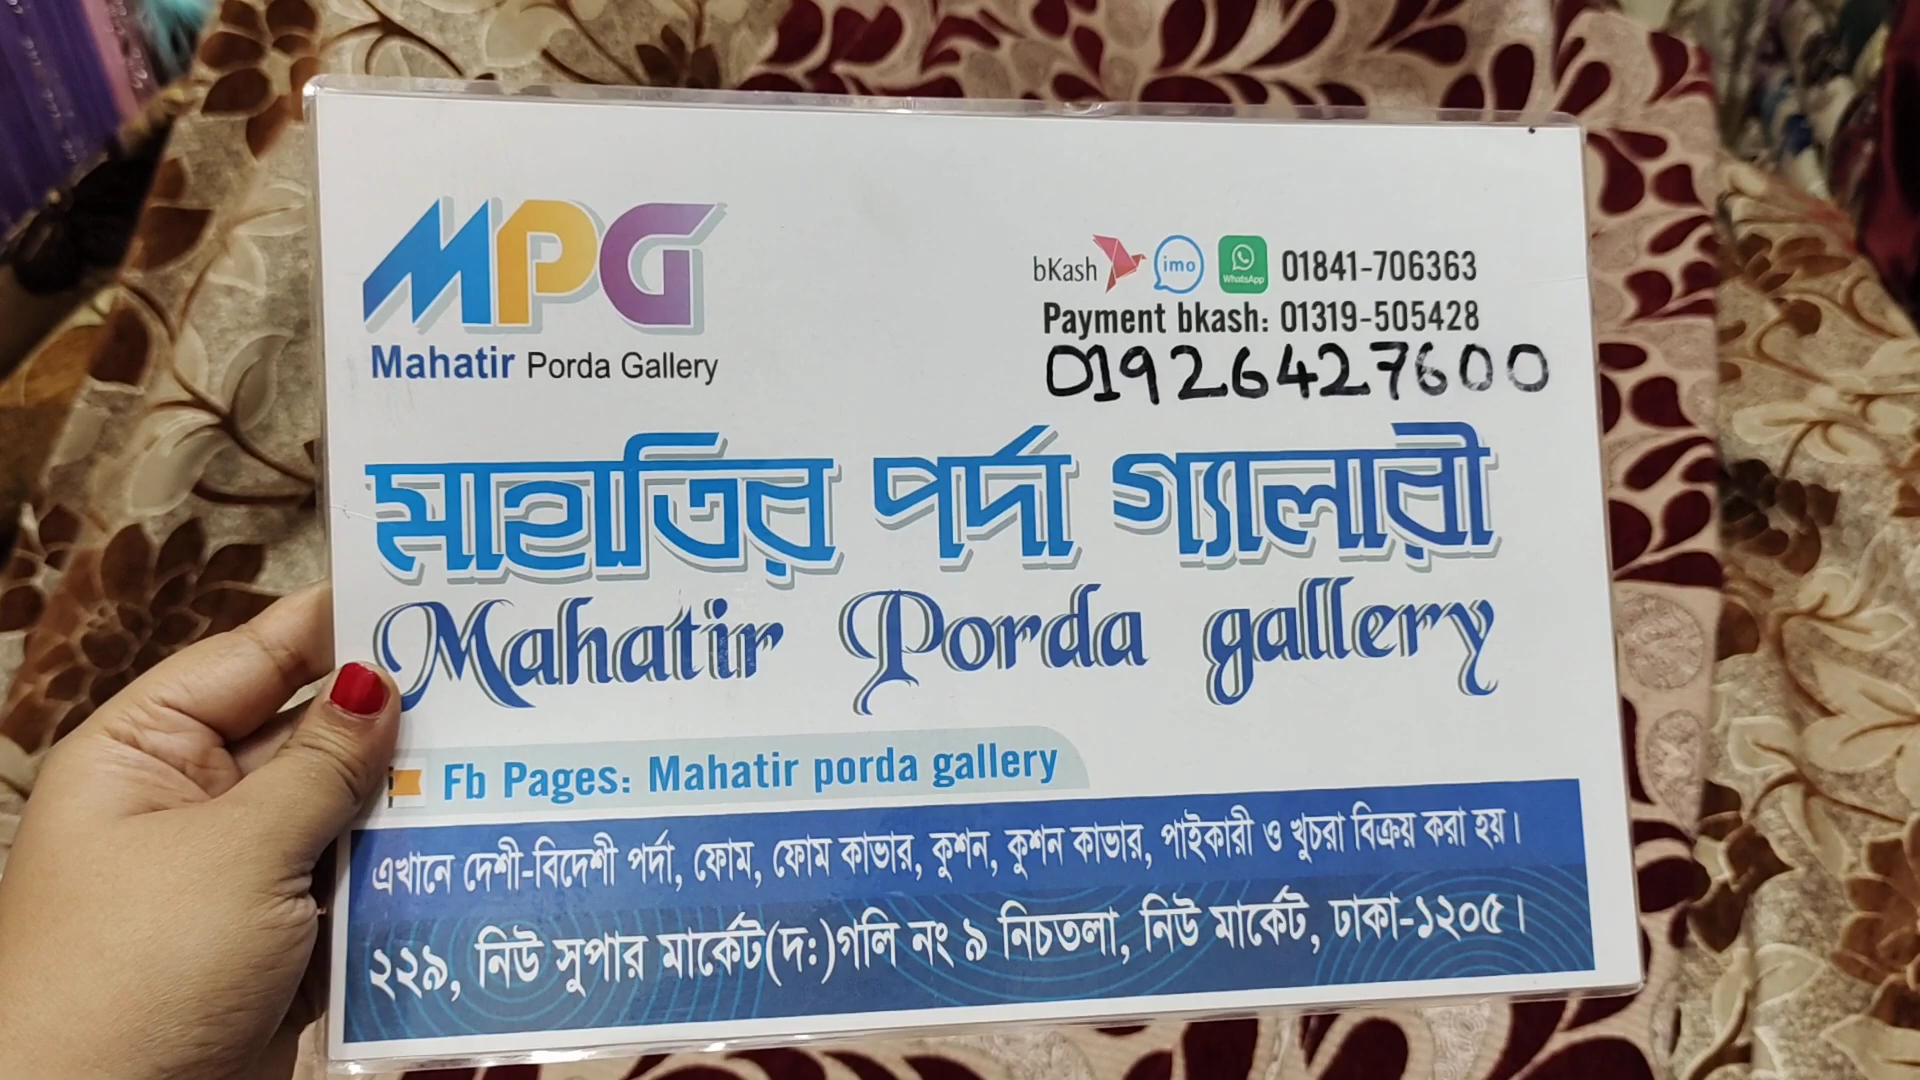 MPG
Mahatir Porda Gallery
bKash imo WhatsApp 01841-706363
Payment bkash: 01319-505428
01926427600
মাহাতির পর্দা গ্যালারী
Mahatir Porda gallery
Fb Pages: Mahatir porda gallery
এখানে দেশী-বিদেশী পর্দা, ফোম, ফোম কাভার, কুশন, কুশন কাভার, পাইকারী ও খুচরা বিক্রয় করা হয়।
২২৯, নিউ সুপার মার্কেট(দ:)গলি নং ৯ নিচতলা, নিউ মার্কেট, ঢাকা-১২০৫।